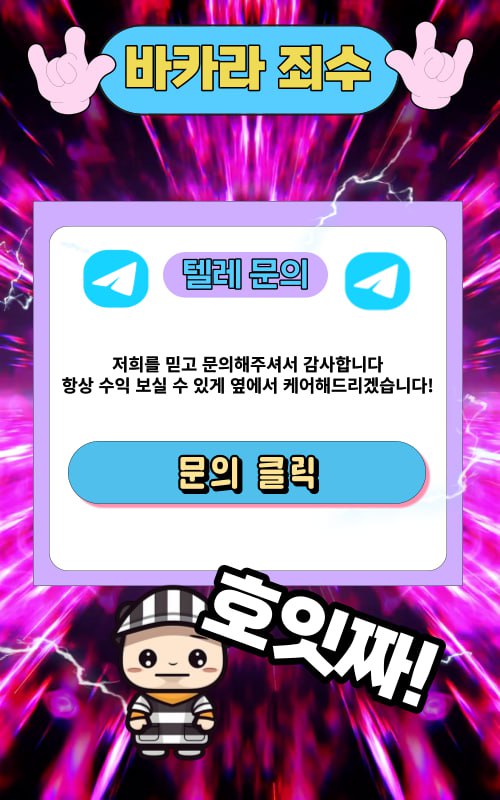 바카라 죄수
텔레 문의
저희를 믿고 문의해주셔서 감사합니다
항상 수익 보실 수 있게 옆에서 케어해드리겠습니다!
문의 클릭
호잇짜!